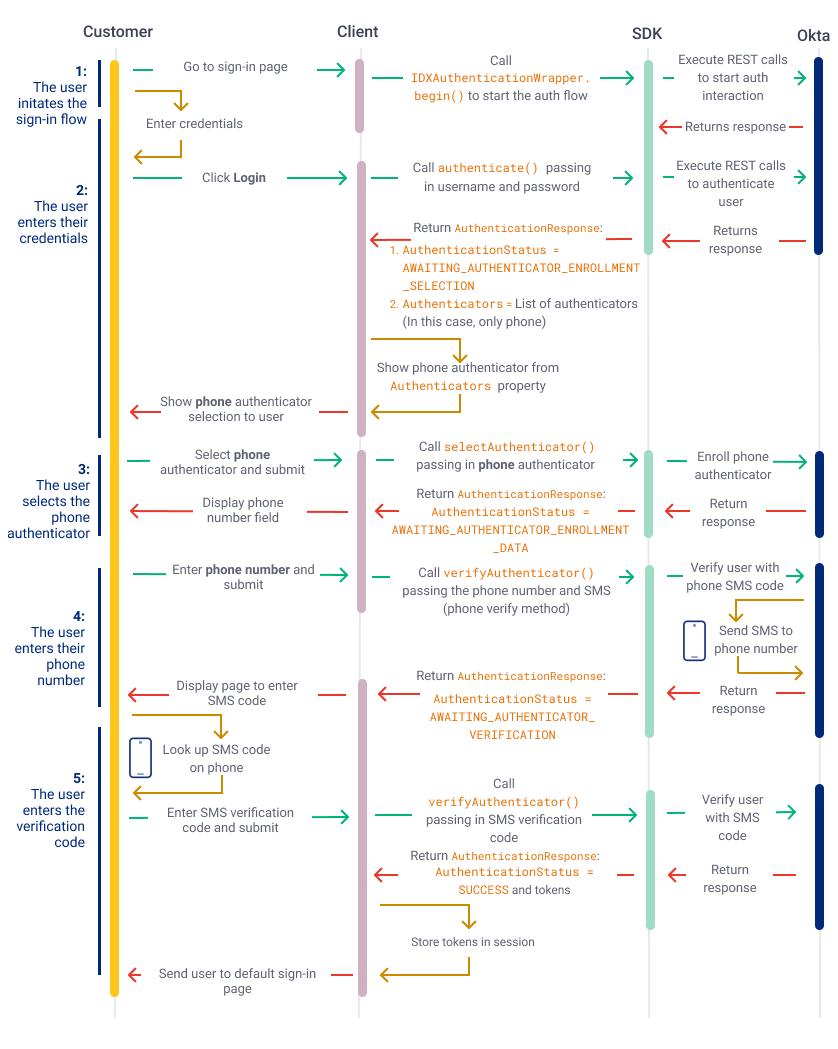 Customer
Client
SDK
Okta
1:
The user
initates the
sign-in flow
Go to sign-in page
Call
IDXAuthenticationWrapper.
begin() to start the auth flow
Execute REST calls
to start auth
interaction
Enter credentials
Returns response
2:
The user
enters their
credentials
Click Login
Call authenticate() passing
in username and password
Execute REST calls
to authenticate
user
Return AuthenticationResponse:
1. AuthenticationStatus =
AWAITING_AUTHENTICATOR_ENROLLMENT
_SELECTION
2. Authenticators = List of authenticators
(In this case, only phone)
Returns
response
Show phone authenticator from
Authenticators property
Show phone authenticator
selection to user
3:
The user
selects the
phone
authenticator
Select phone
authenticator and submit
Call selectAuthenticator()
passing in phone authenticator
Enroll phone
authenticator
Display phone
number field
Return AuthenticationResponse:
AuthenticationStatus =
AWAITING_AUTHENTICATOR_ENROLLMENT
_DATA
Return
response
4:
The user
enters their
phone
number
Enter phone number and
submit
Call verifyAuthenticator()
passing the phone number and SMS
(phone verify method)
Verify user with
phone SMS code
Send SMS to
phone number
Display page to enter
SMS code
Return AuthenticationResponse:
AuthenticationStatus =
AWAITING_AUTHENTICATOR_
VERIFICATION
Return
response
5:
The user
enters the
verification
code
Look up SMS code
on phone
Enter SMS verification
code and submit
Call
verifyAuthenticator()
passing in SMS verification
code
Verify user
with SMS
code
Return AuthenticationResponse:
AuthenticationStatus =
SUCCESS and tokens
Return
response
Store tokens in session
Send user to default sign-in
page